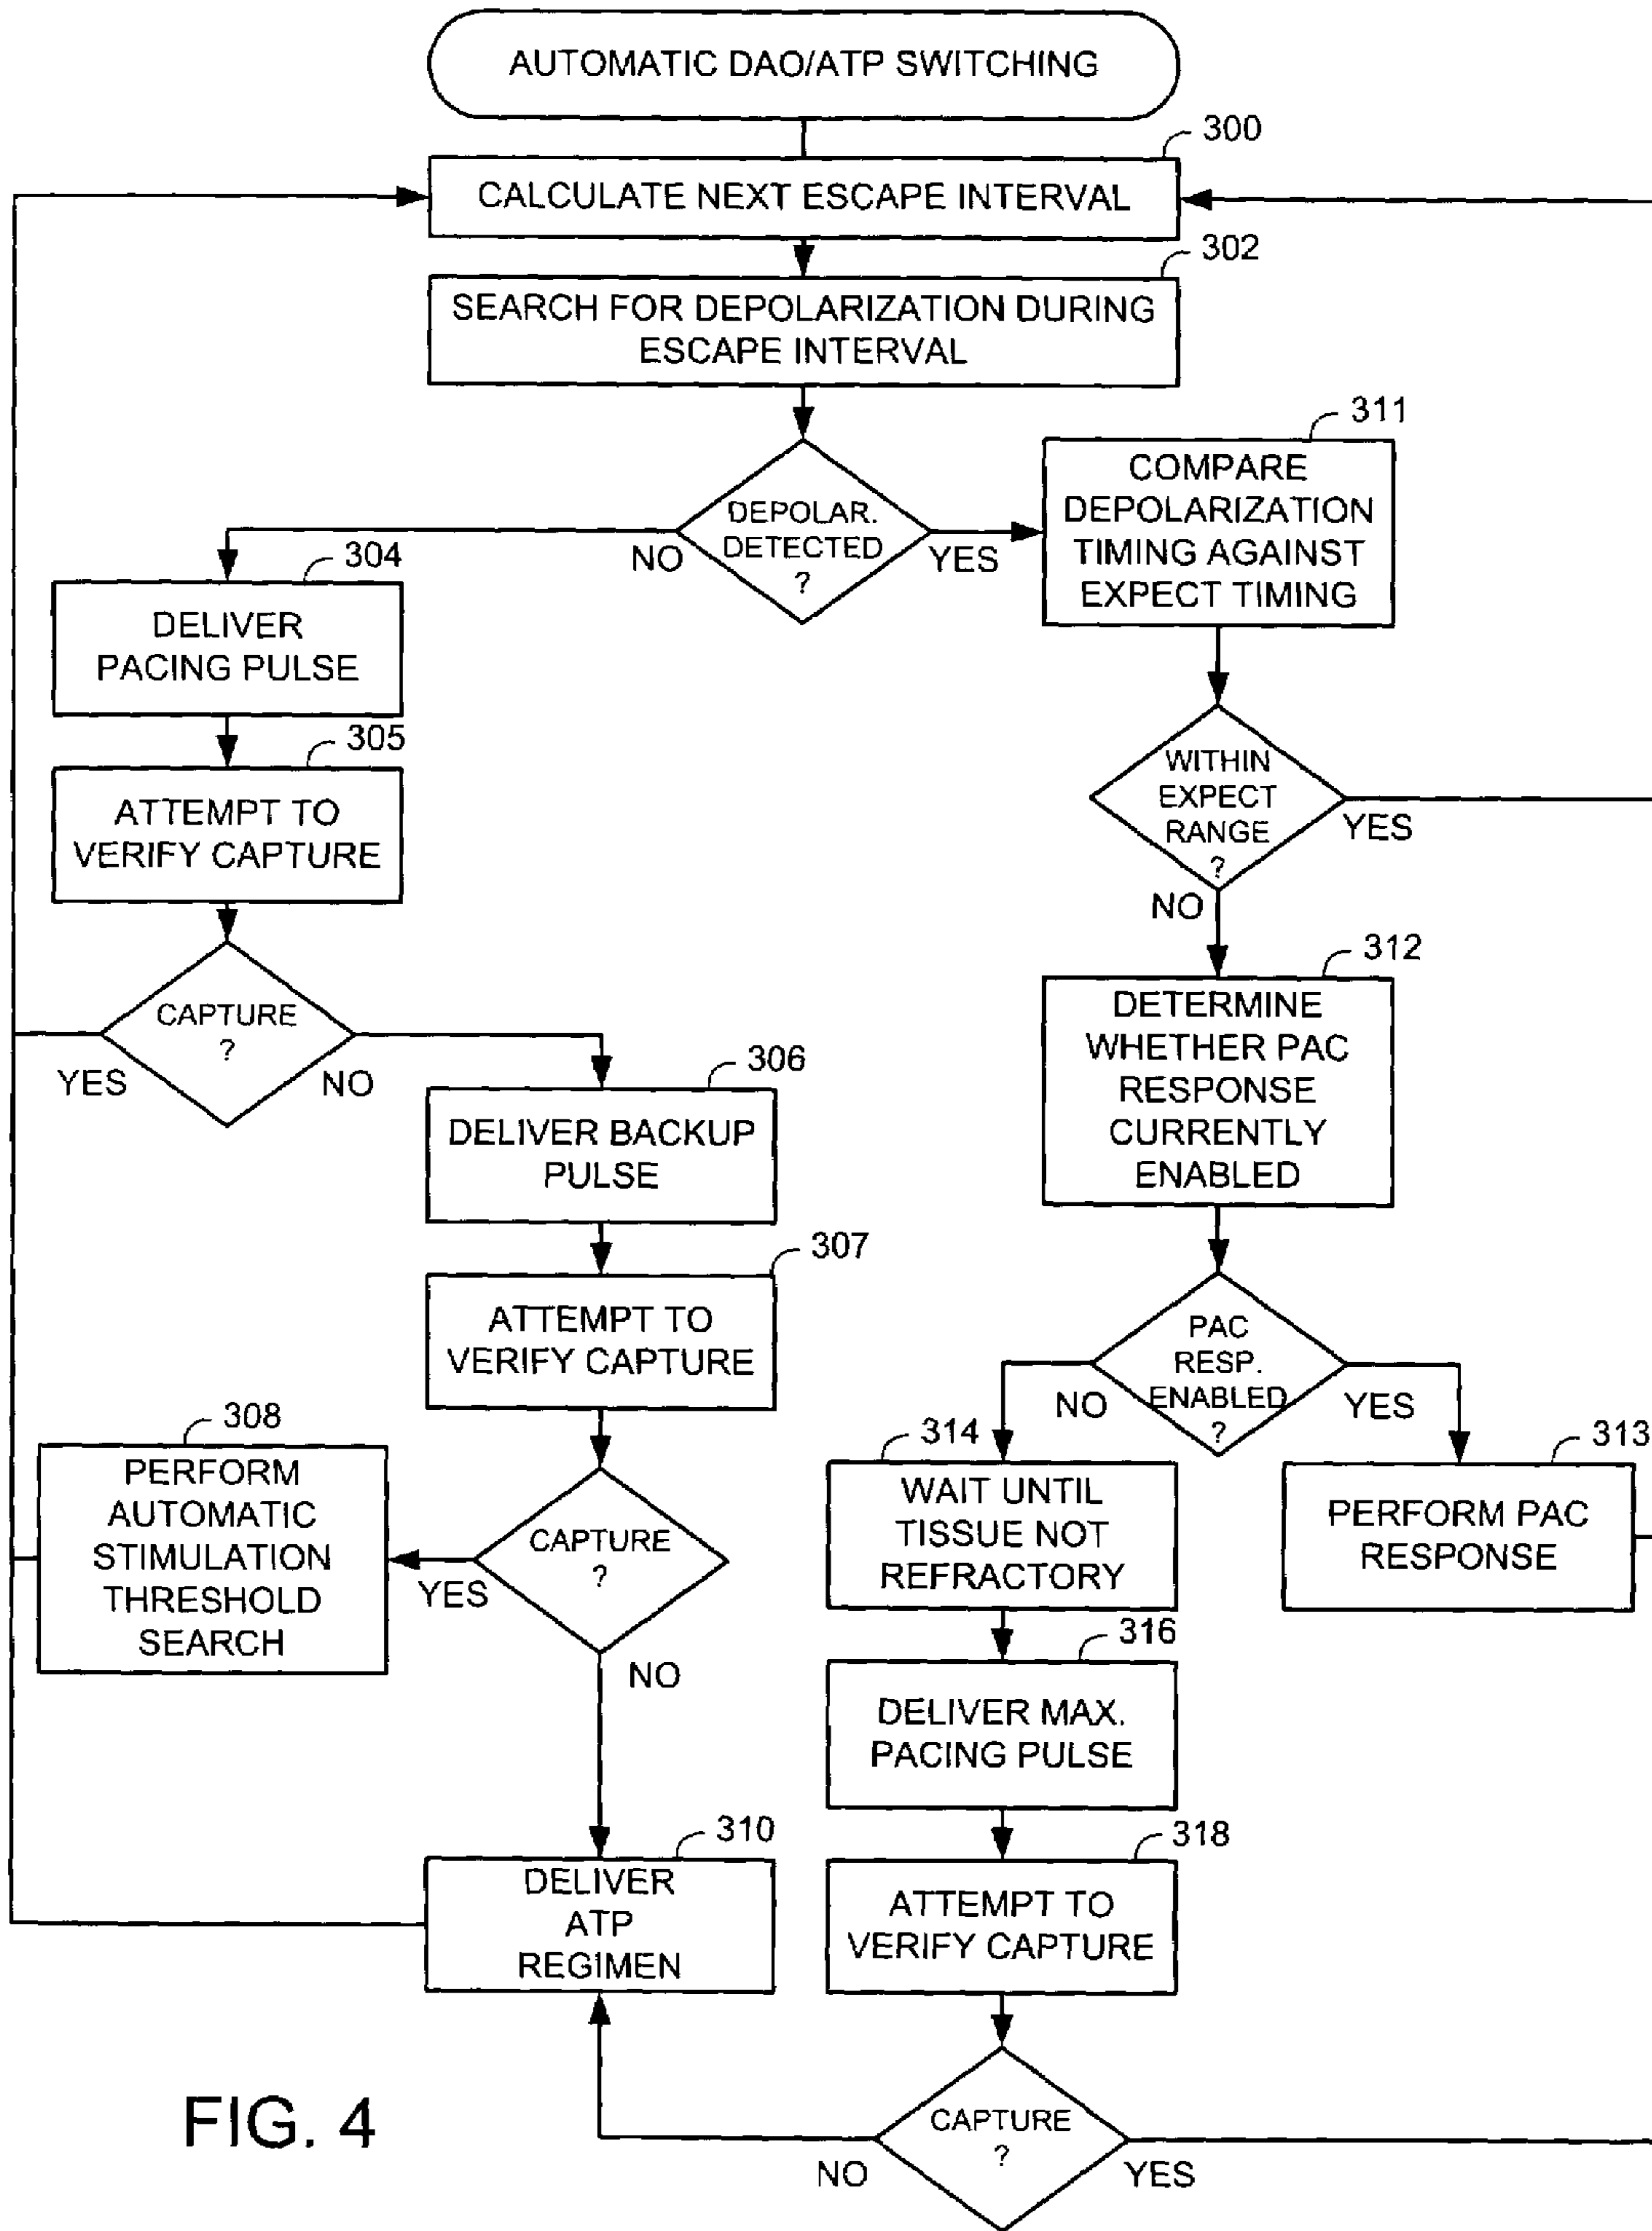 AUTOMATIC DAO/ATP SWITCHING
300
CALCULATE NEXT ESCAPE INTERVAL
302
SEARCH FOR DEPOLARIZATION DURING
ESCAPE INTERVAL
DEPOLAR.
DETECTED
?
NO
YES
311
COMPARE
DEPOLARIZATION
TIMING AGAINST
EXPECT TIMING
304
DELIVER
PACING PULSE
305
ATTEMPT TO
VERIFY CAPTURE
WITHIN
EXPECT
RANGE
?
YES
NO
CAPTURE
?
YES
NO
306
DELIVER BACKUP
PULSE
307
ATTEMPT TO
VERIFY CAPTURE
312
DETERMINE
WHETHER PAC
RESPONSE
CURRENTLY
ENABLED
PAC
RESP.
ENABLED
?
NO
YES
308
PERFORM
AUTOMATIC
STIMULATION
THRESHOLD
SEARCH
CAPTURE
?
YES
NO
314
WAIT UNTIL
TISSUE NOT
REFRACTORY
313
PERFORM PAC
RESPONSE
316
DELIVER MAX.
PACING PULSE
310
DELIVER
ATP
REGIMEN
318
ATTEMPT TO
VERIFY CAPTURE
CAPTURE
?
NO
YES
FIG. 4